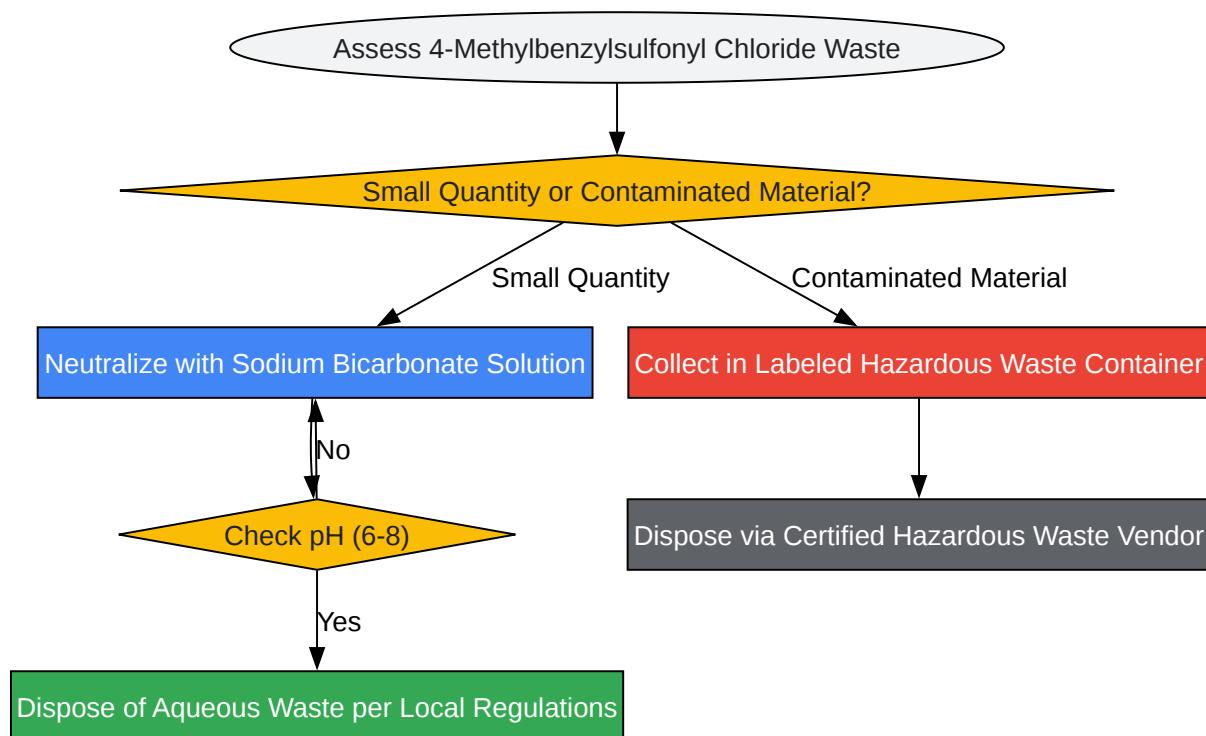 Assess 4-Methylbenzylsulfonyl Chloride Waste
Small Quantity or Contaminated Material?
Small Quantity
Contaminated Material
Neutralize with Sodium Bicarbonate Solution
Collect in Labeled Hazardous Waste Container
No
Check pH (6-8)
Dispose via Certified Hazardous Waste Vendor
Yes
Dispose of Aqueous Waste per Local Regulations